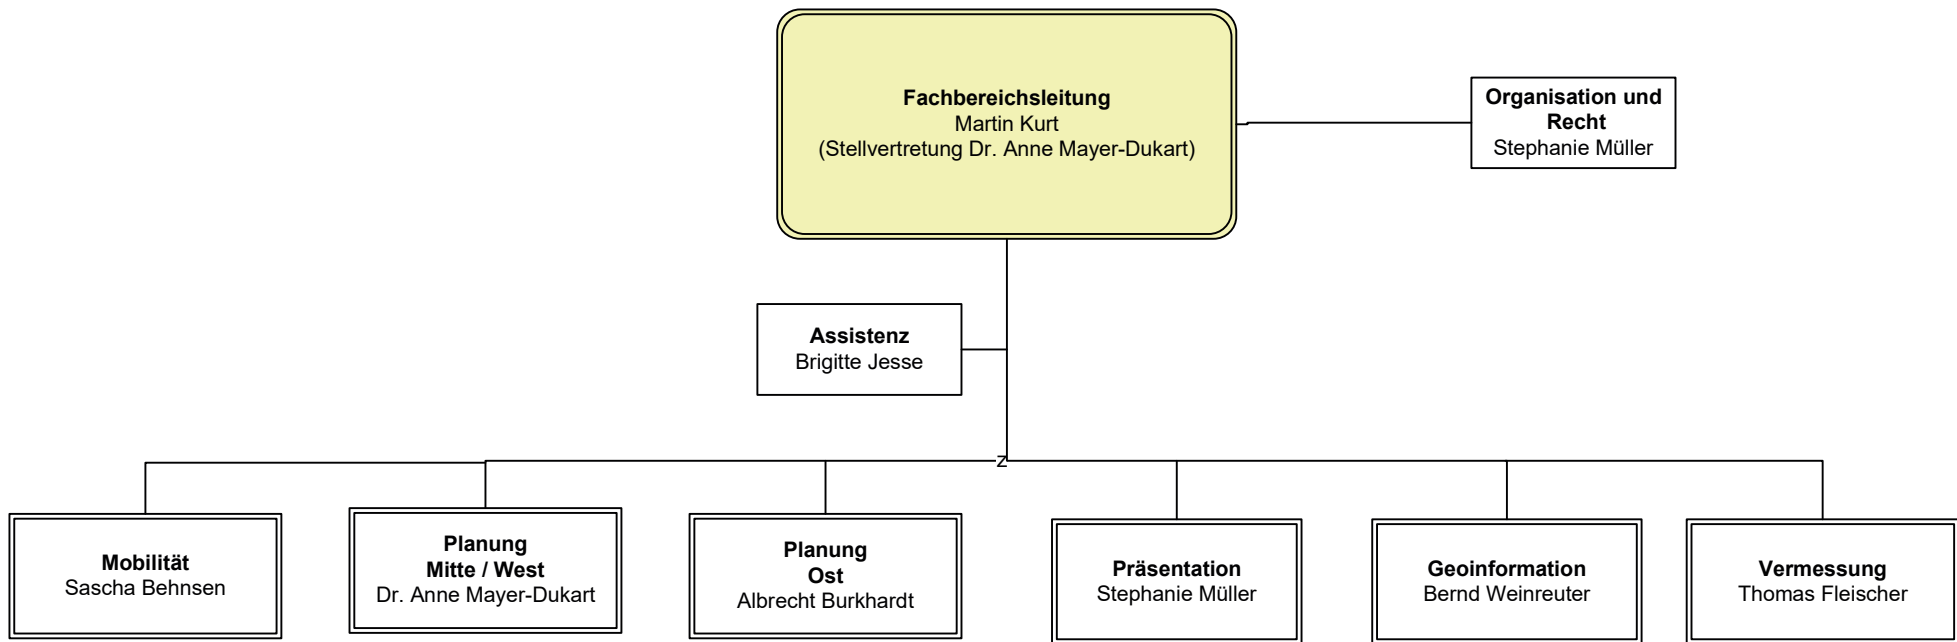 Fachbereichsleitung
Martin Kurt
(Stellvertretung Dr. Anne Mayer-Dukart)
Organisation und
Recht
Stephanie Müller
Assistenz
Brigitte Jesse
z
Mobilität
Sascha Behnsen
Planung
Mitte / West
Dr. Anne Mayer-Dukart
Planung
Ost
Albrecht Burkhardt
Präsentation
Stephanie Müller
Geoinformation
Bernd Weinreuter
Vermessung
Thomas Fleischer